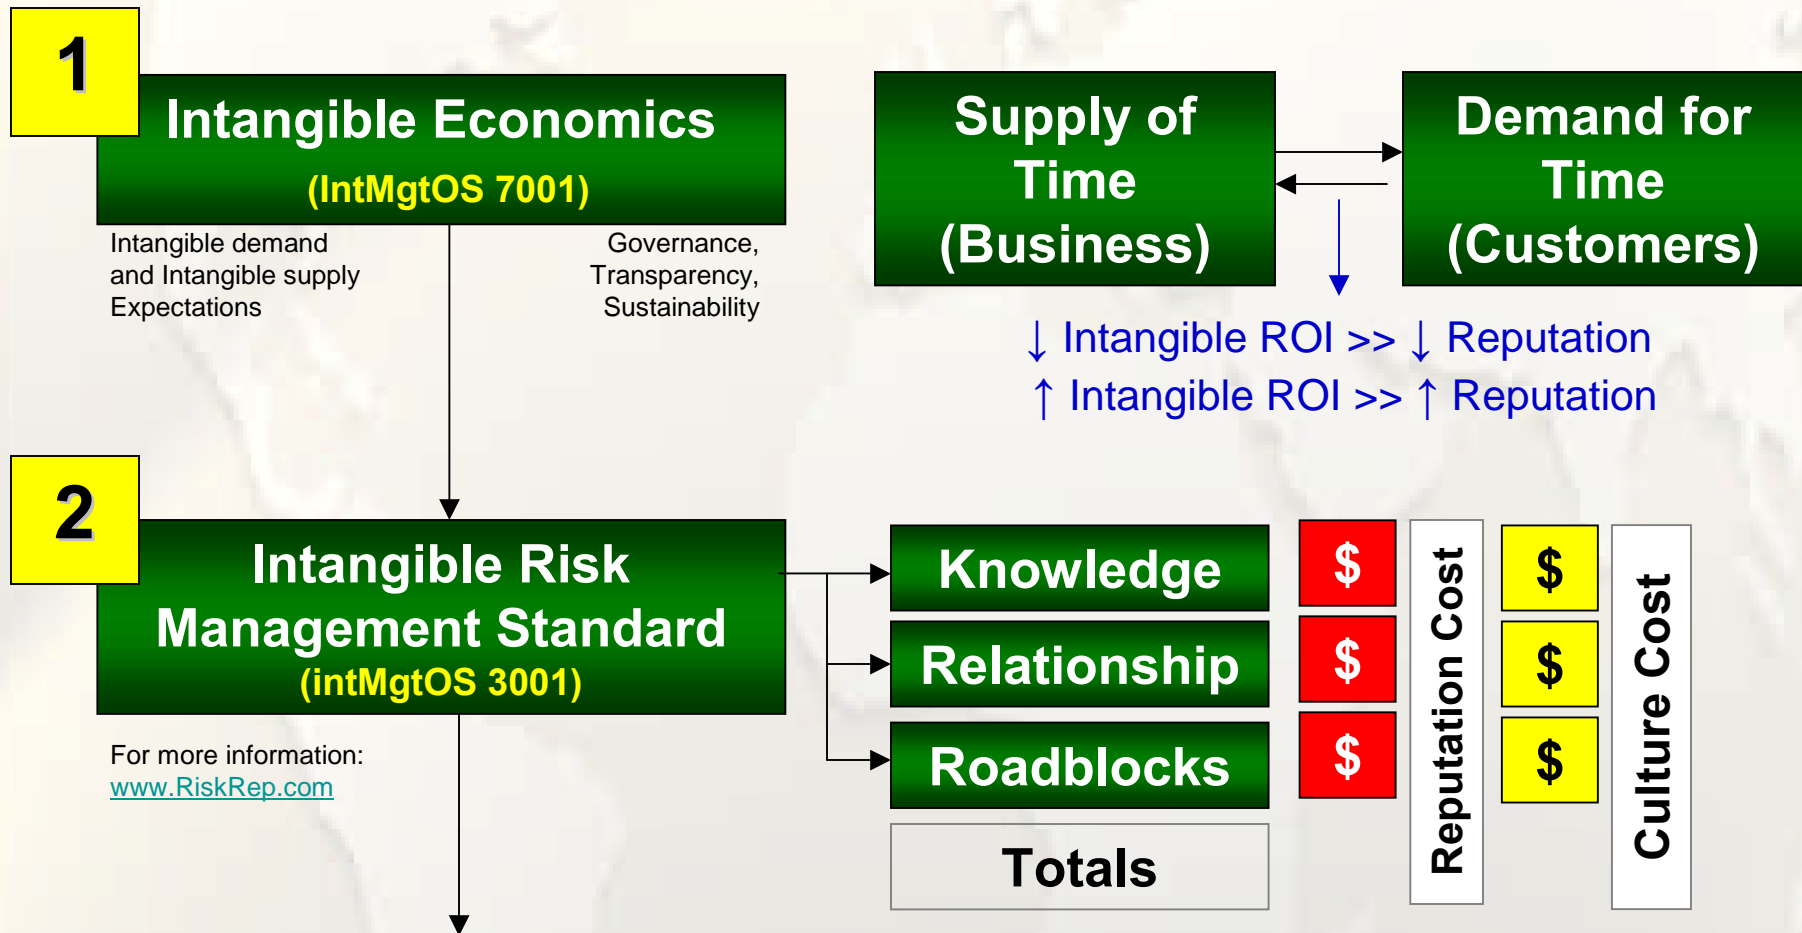 1
Intangible Economics
(IntMgtOS 7001)
Intangible demand
and Intangible supply
Expectations
Governance,
Transparency,
Sustainability
Supply of
Time
(Business)
Demand for
Time
(Customers)
↓ Intangible ROI >> ↓ Reputation
↑ Intangible ROI >> ↑ Reputation
2
Intangible Risk
Management Standard
(intMgtOS 3001)
For more information:
www.RiskRep.com
Knowledge
$
$
Relationship
$
$
Roadblocks
$
$
Totals
Reputation Cost
Culture Cost